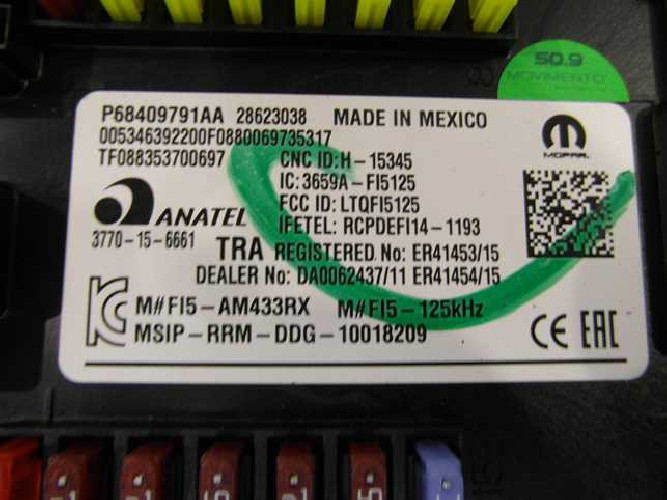 50.9
MOVIMENTO
P68409791AA 28623038 MADE IN MEXICO
005346392200F0880069735317
TF088353700697 CNC ID:H-15345
MOPAR
IC:3659A-FI5125
FCC ID: LTQFI5125
ANATEL IFETEL: RCPDEFI14-1193
3770-15-6661
TRA REGISTERED No: ER41453/15
DEALER No: DA0062437/11 ER41454/15
M# FI5-AM433RX M# FI5-125kHz
MSIP-RRM-DDG-10018209
CE EAC